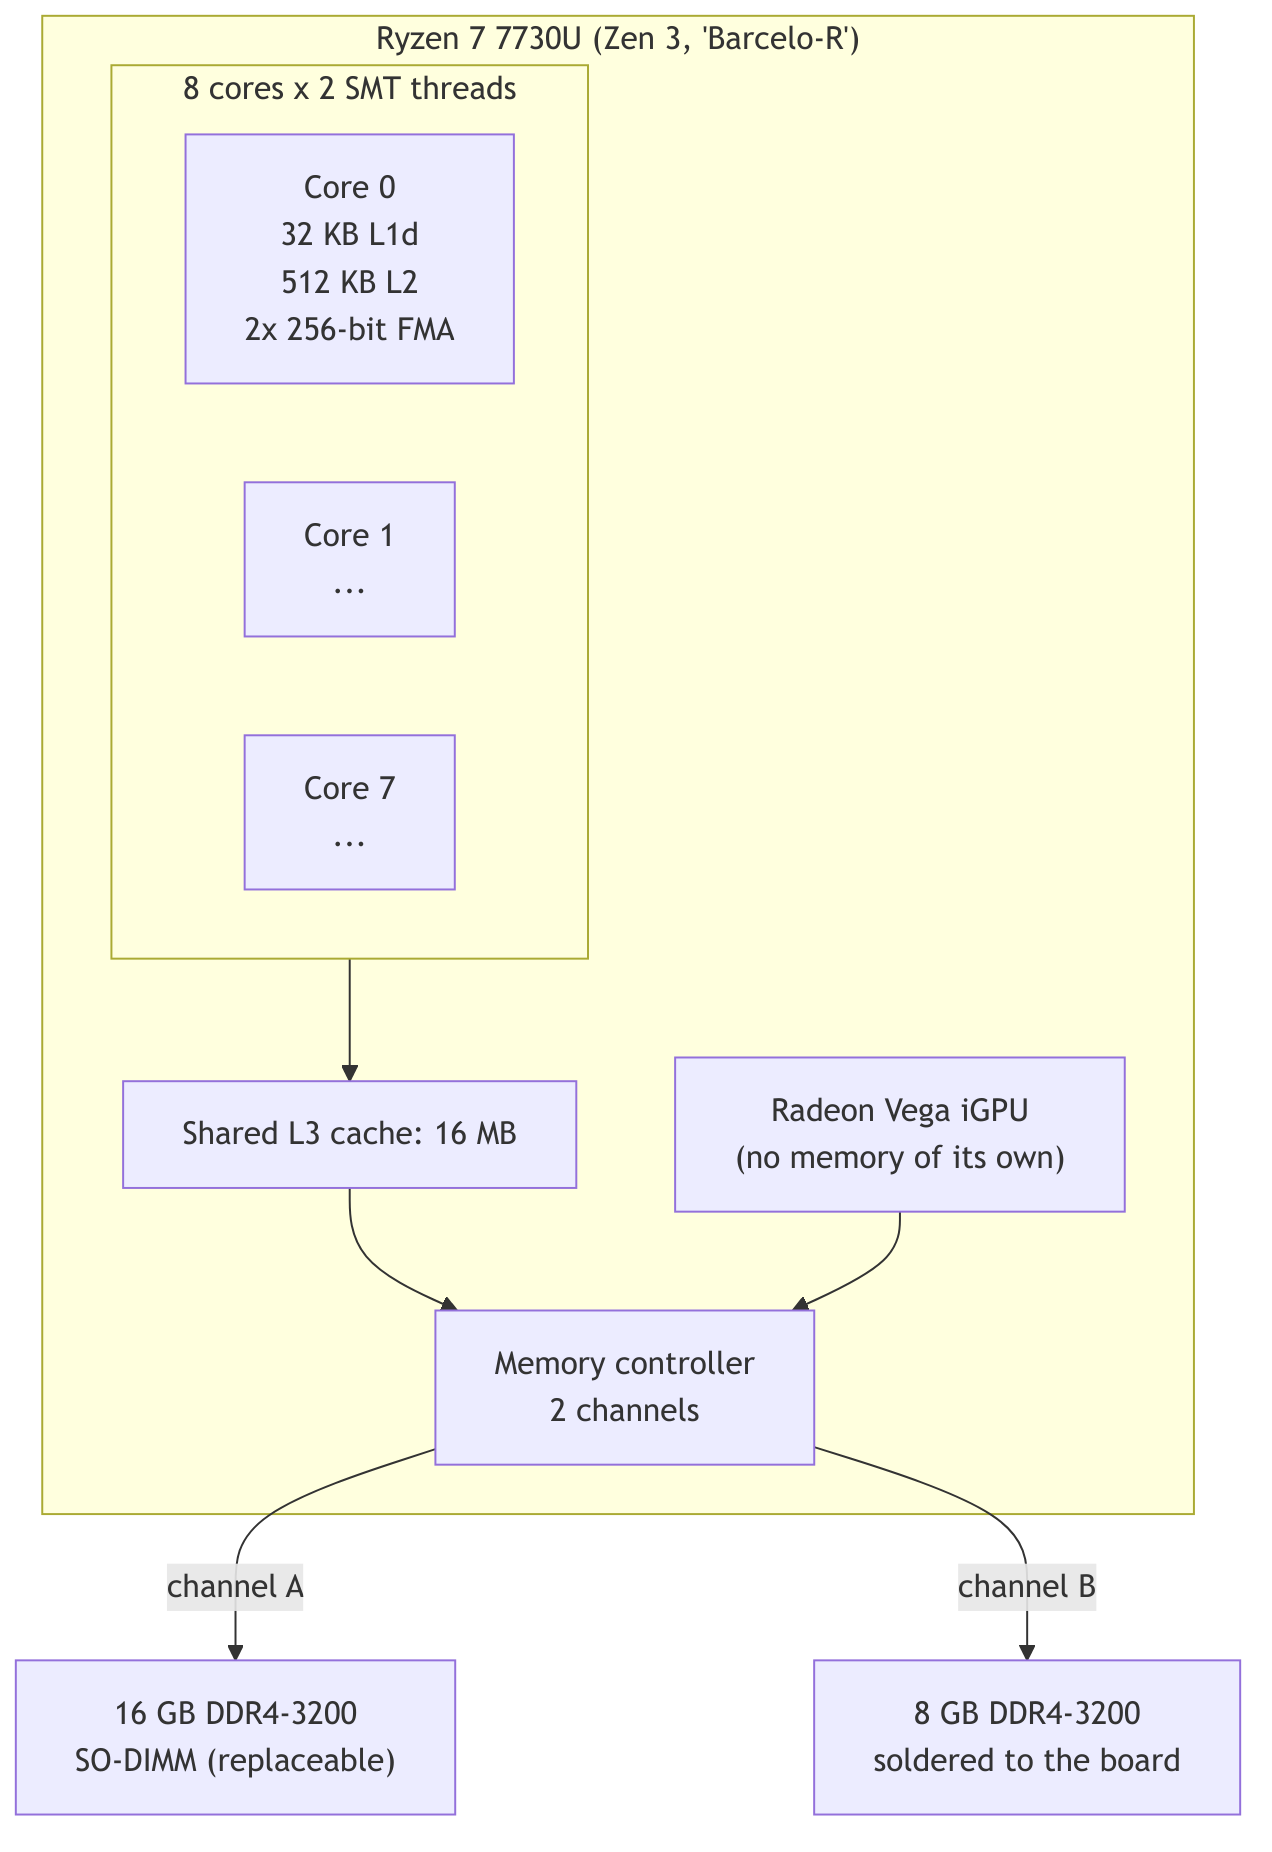 Ryzen 7 7730U (Zen 3, 'Barcelo-R')
8 cores x 2 SMT threads
Core 0
32 KB L1d
512 KB L2
2x 256-bit FMA
Core 1
...
Core 7
...
Shared L3 cache: 16 MB
Radeon Vega iGPU
(no memory of its own)
Memory controller
2 channels
channel A
channel B
16 GB DDR4-3200
SO-DIMM (replaceable)
8 GB DDR4-3200
soldered to the board